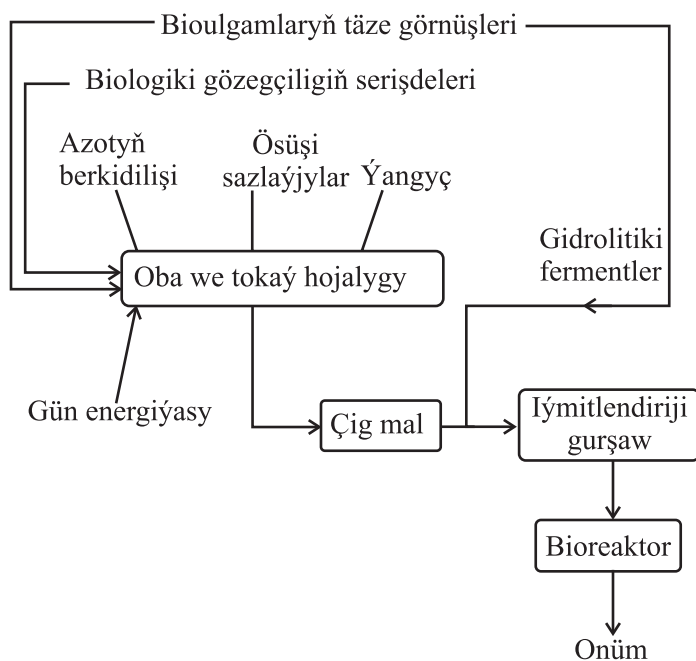 Bioulgamlaryň täze görnüşleri
Biologiki gözegçiligiň serişdeleri
Azotyň
berkidilişi
Ösüşi
sazlaýjylar
Ýangyç
Oba we tokaý hojalygy
Gidrolitiki
fermentler
Gün energiýasy
Çig mal
Iýmitlendiriji
gurşaw
Bioreaktor
Onüm